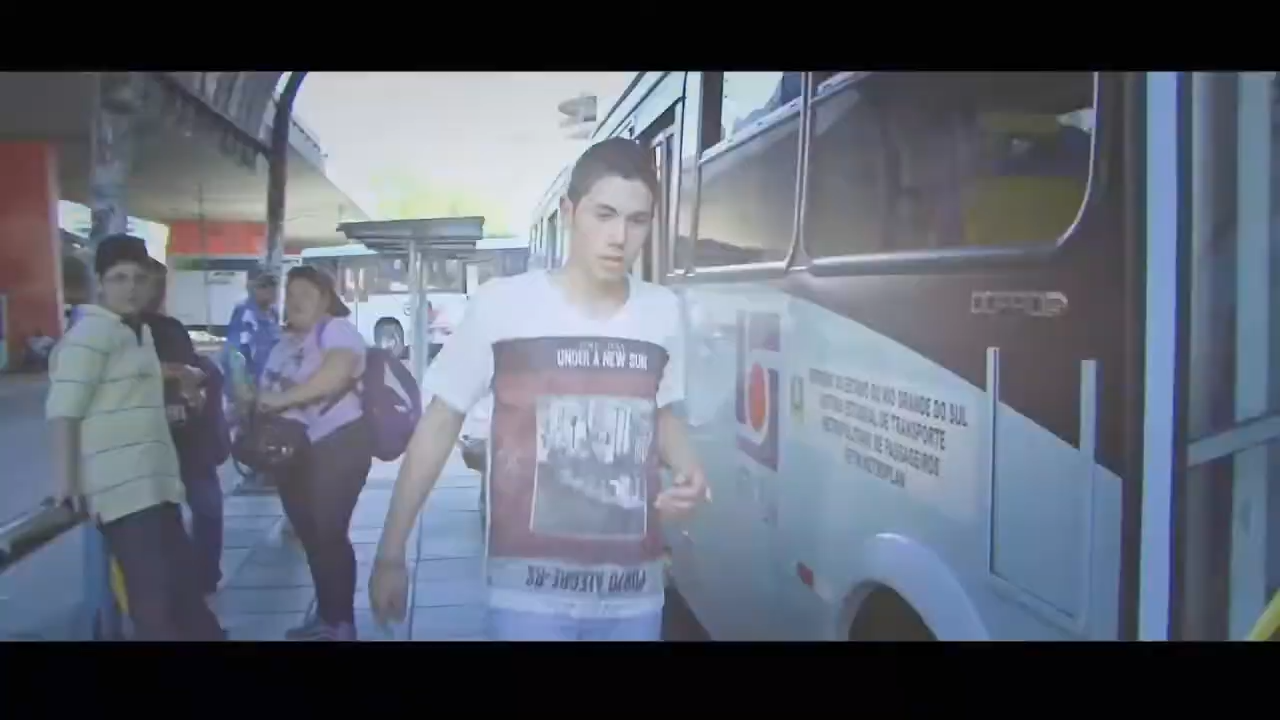 UNDER A NEW SUN
PORTO ALEGRE-RS
GOVERNO DO ESTADO DO RIO GRANDE DO SUL
SISTEMA ESTADUAL DE TRANSPORTE
METROPOLITANO DE PASSAGEIROS
SETM METROPLAN